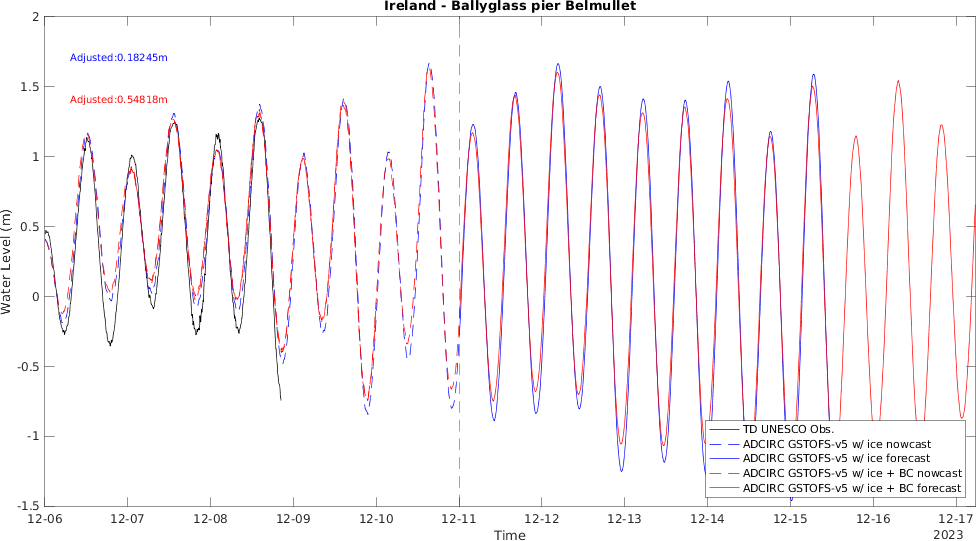 Ireland - Ballyglass pier Belmullet
2
Adjusted:0.18245m
1.5
Adjusted:0.54818m
1
0.5
Water Level (m)
0
-0.5
-1
TD UNESCO Obs.
ADCIRC GSTOFS-v5 w/ ice nowcast
ADCIRC GSTOFS-v5 w/ ice forecast
ADCIRC GSTOFS-v5 w/ ice + BC nowcast
ADCIRC GSTOFS-v5 w/ ice + BC forecast
-1.5
12-06 12-07 12-08 12-09 12-10 12-11 12-12 12-13 12-14 12-15 12-16 12-17
Time
2023